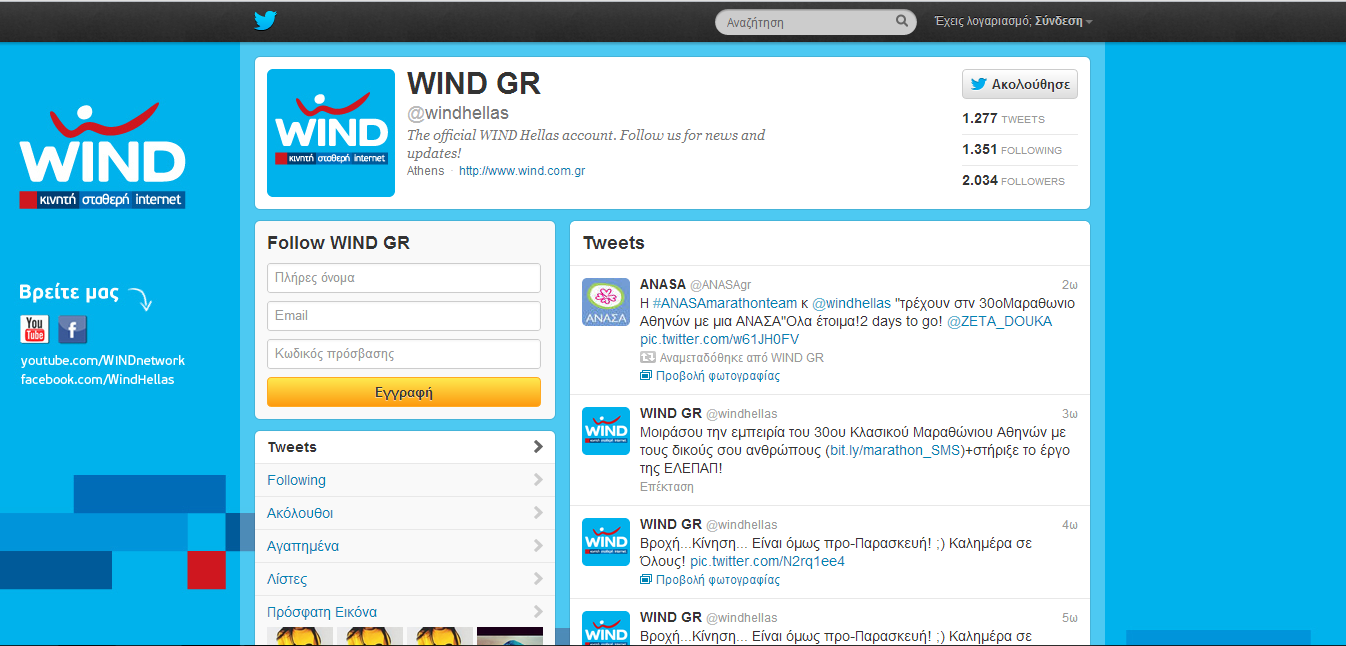 Αναζήτηση
Έχεις λογαριασμό; Σύνδεση
WIND
κινητή σταθερή internet
Βρείτε μας
You Tube
f
youtube.com/WINDnetwork
facebook.com/WindHellas
WIND
κινητή σταθερή internet
WIND GR
@windhellas
The official WIND Hellas account. Follow us for news and
updates!
Athens · http://www.wind.com.gr
Ακολούθησε
1.277 TWEETS
1.351 FOLLOWING
2.034 FOLLOWERS
Follow WIND GR
Πλήρες όνομα
Email
Κωδικός πρόσβασης
Εγγραφή
Tweets
Following
Ακόλουθοι
Αγαπημένα
Λίστες
Πρόσφατη Εικόνα
Tweets
ΑΝΑΣΑ
ANASA @ANASAgr 2ω
Η #ANASAmarathonteam κ @windhellas "τρέχουν στν 30οΜαραθωνιο
Αθηνών με μια ΑΝΑΣΑ"Ολα έτοιμα!2 days to go! @ZETA_DOUKA
pic.twitter.com/w61JH0FV
Αναμεταδόθηκε από WIND GR
Προβολή φωτογραφίας
WIND
WIND GR @windhellas 3ω
Μοιράσου την εμπειρία του 30ου Κλασικού Μαραθώνιου Αθηνών με
τους δικούς σου ανθρώπους (bit.ly/marathon_SMS)+στήριξε το έργο
της ΕΛΕΠΑΠ!
Επέκταση
WIND
WIND GR @windhellas 4ω
Βροχή...Κίνηση... Είναι όμως προ-Παρασκευή! ;) Καλημέρα σε
Όλους! pic.twitter.com/N2rq1ee4
Προβολή φωτογραφίας
WIND
WIND GR @windhellas 5ω
Βροχή...Κίνηση... Είναι όμως προ-Παρασκευή! ;) Καλημέρα σε